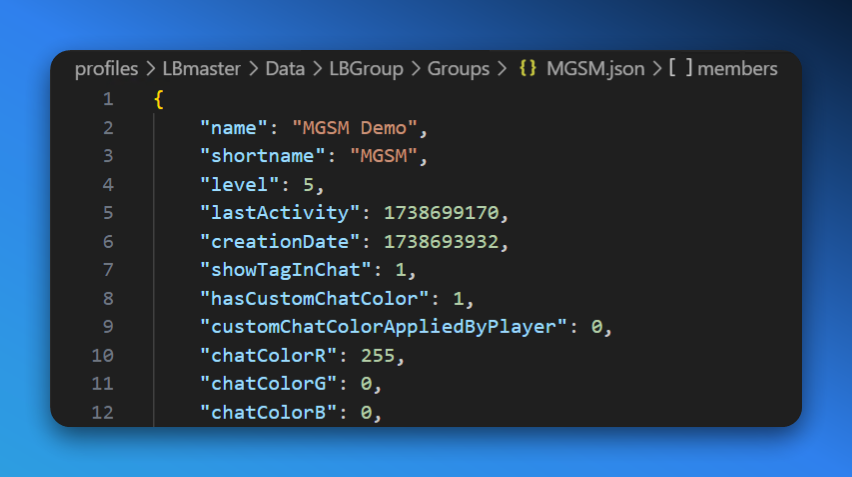 profiles > LBmaster > Data > LBGroup > Groups > {} MGSM.json > [ ] members
1 {
2 "name": "MGSM Demo",
3 "shortname": "MGSM",
4 "level": 5,
5 "lastActivity": 1738699170,
6 "creationDate": 1738693932,
7 "showTagInChat": 1,
8 "hasCustomChatColor": 1,
9 "customChatColorAppliedByPlayer": 0,
10 "chatColorR": 255,
11 "chatColorG": 0,
12 "chatColorB": 0,